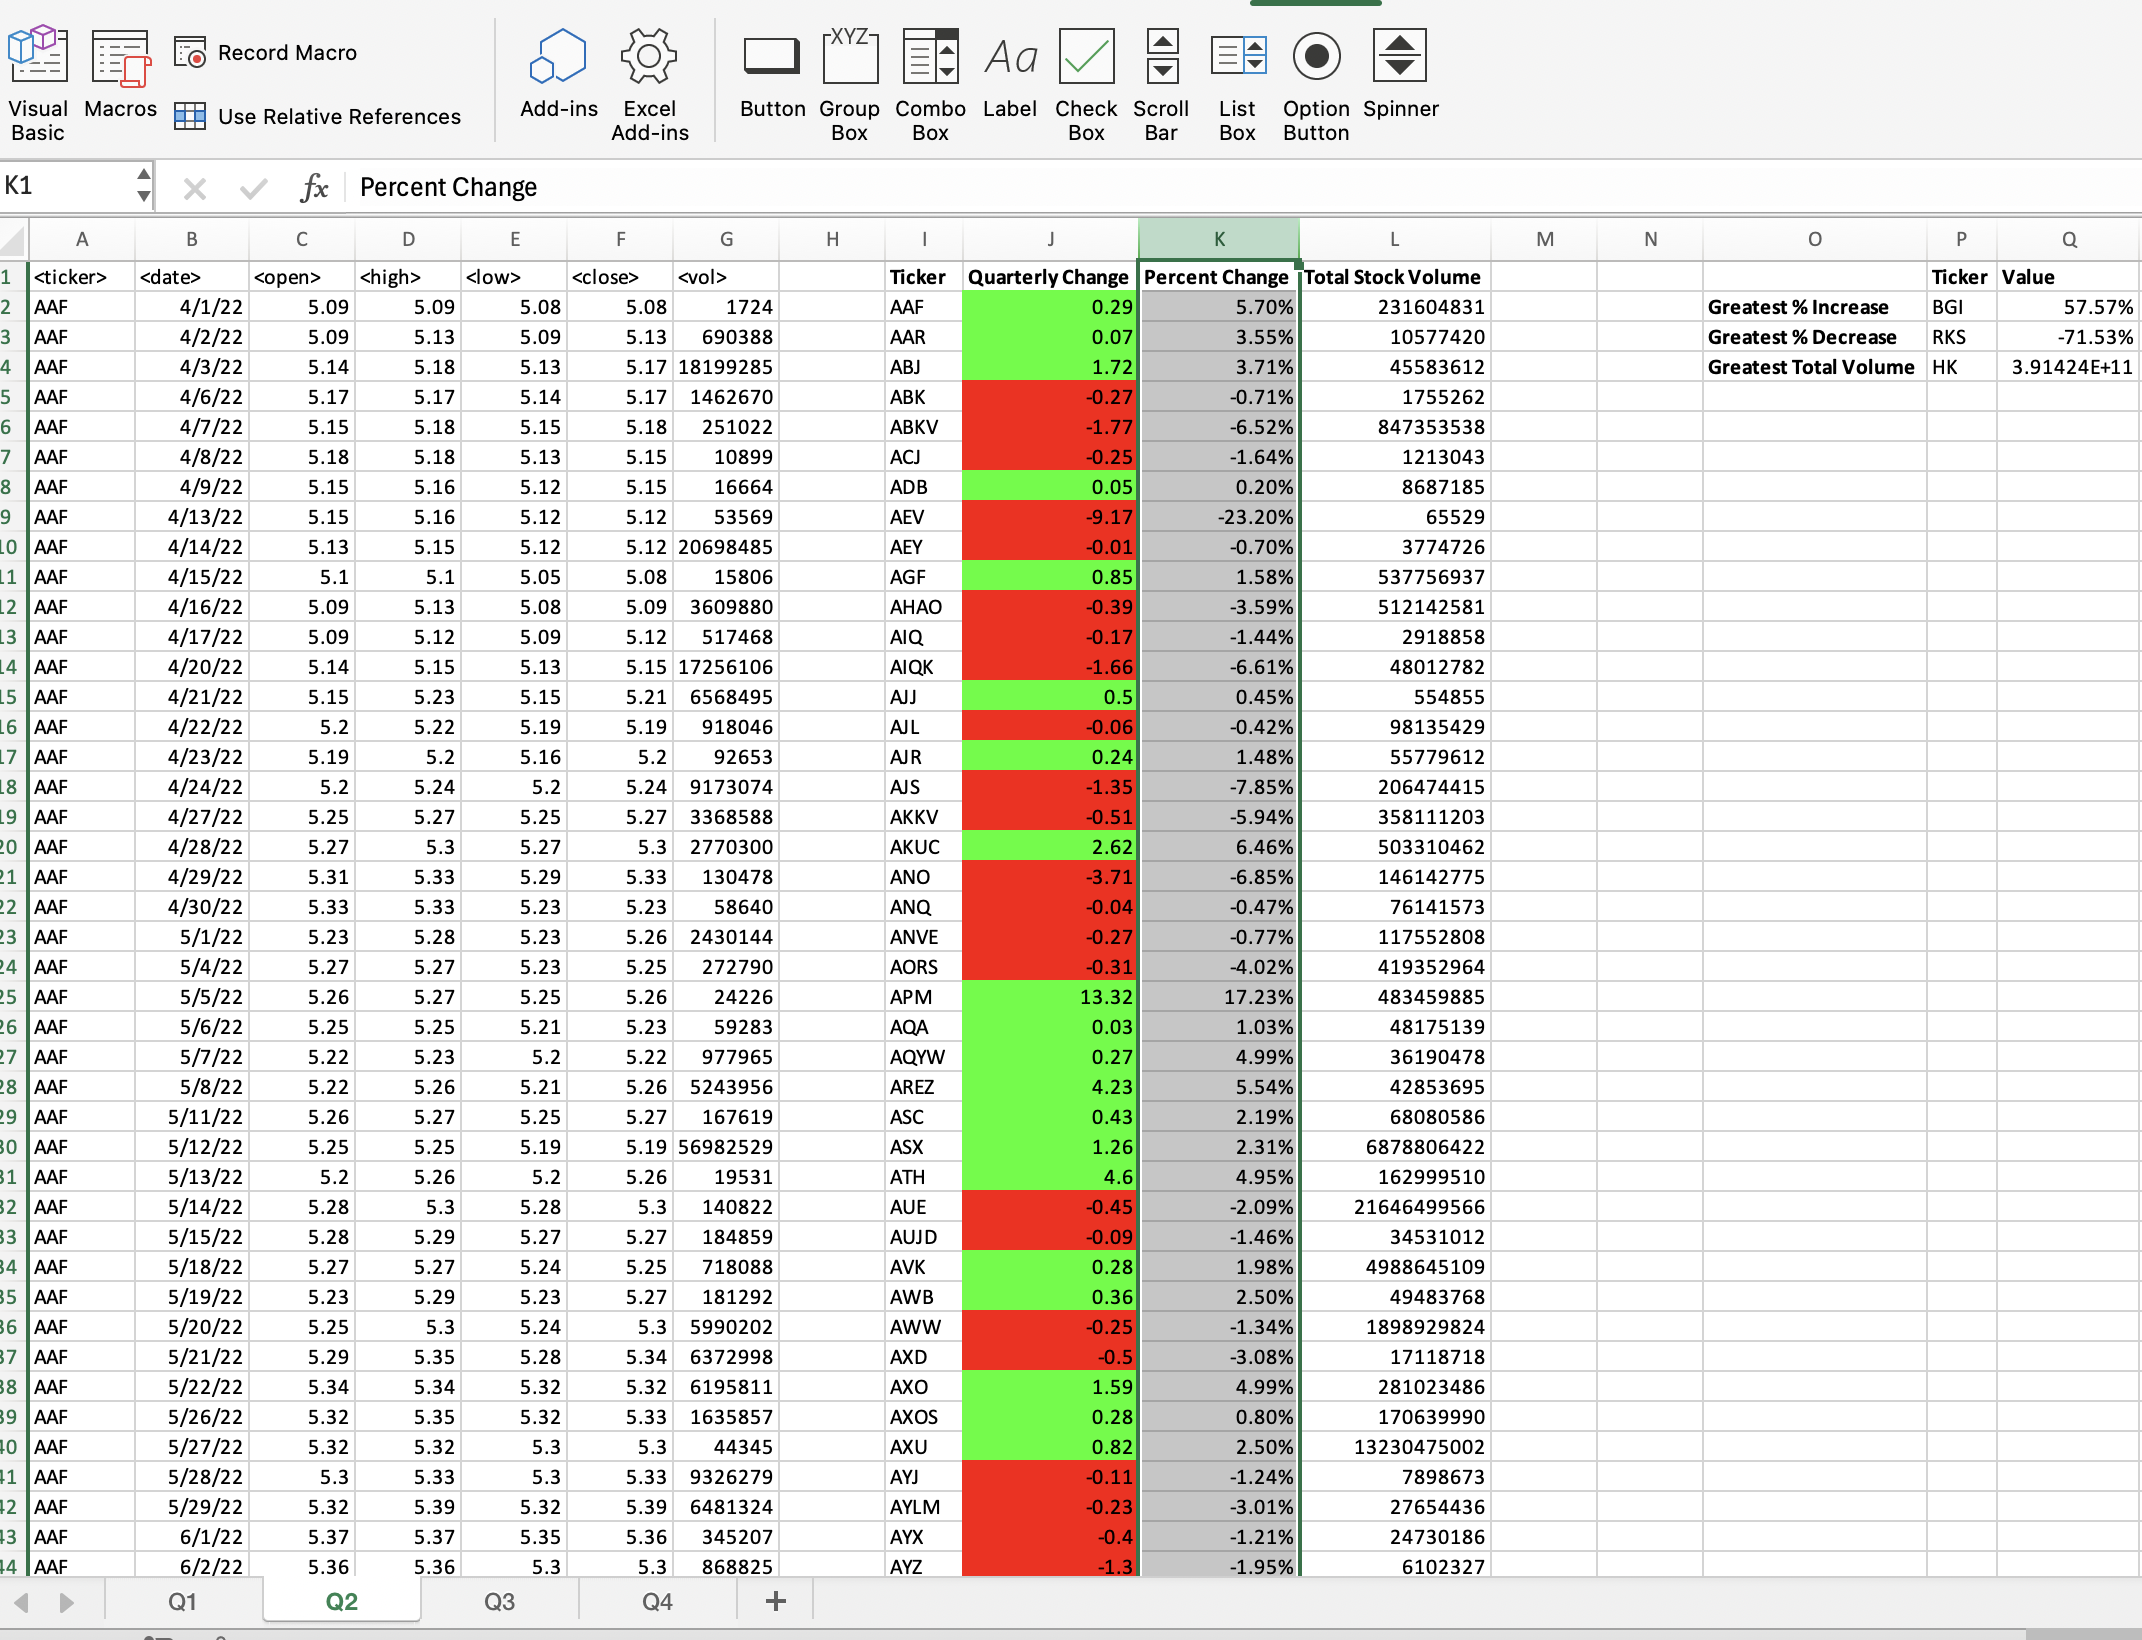 Visual Basic
Macros
Record Macro
Use Relative References
Add-ins
Excel Add-ins
XYZ
Button
Group Box
Combo Box
Aa
Label
Check Box
Scroll Bar
List Box
Option Button
Spinner
K1 fx Percent Change
A B C D E F G H I J K L M N O P Q
1 <ticker> <date> <open> <high> <low> <close> <vol> Ticker Quarterly Change Percent Change Total Stock Volume Ticker Value
2 AAF 4/1/22 5.09 5.09 5.08 5.08 1724 AAF 0.29 5.70% 231604831 Greatest % Increase BGI 57.57%
3 AAF 4/2/22 5.09 5.13 5.09 5.13 690388 AAR 0.07 3.55% 10577420 Greatest % Decrease RKS -71.53%
4 AAF 4/3/22 5.14 5.18 5.13 5.17 18199285 ABJ 1.72 3.71% 45583612 Greatest Total Volume HK 3.91424E+11
5 AAF 4/6/22 5.17 5.17 5.14 5.17 1462670 ABK -0.27 -0.71% 1755262
6 AAF 4/7/22 5.15 5.18 5.15 5.18 251022 ABKV -1.77 -6.52% 847353538
7 AAF 4/8/22 5.18 5.18 5.13 5.15 10899 ACJ -0.25 -1.64% 1213043
8 AAF 4/9/22 5.15 5.16 5.12 5.15 16664 ADB 0.05 0.20% 8687185
9 AAF 4/13/22 5.15 5.16 5.12 5.12 53569 AEV -9.17 -23.20% 65529
10 AAF 4/14/22 5.13 5.15 5.12 5.12 20698485 AEY -0.01 -0.70% 3774726
11 AAF 4/15/22 5.1 5.1 5.05 5.08 15806 AGF 0.85 1.58% 537756937
12 AAF 4/16/22 5.09 5.13 5.08 5.09 3609880 AHAO -0.39 -3.59% 512142581
13 AAF 4/17/22 5.09 5.12 5.09 5.12 517468 AIQ -0.17 -1.44% 2918858
14 AAF 4/20/22 5.14 5.15 5.13 5.15 17256106 AIQK -1.66 -6.61% 48012782
15 AAF 4/21/22 5.15 5.23 5.15 5.21 6568495 AJJ 0.5 0.45% 554855
16 AAF 4/22/22 5.2 5.22 5.19 5.19 918046 AJL -0.06 -0.42% 98135429
17 AAF 4/23/22 5.19 5.2 5.16 5.2 92653 AJR 0.24 1.48% 55779612
18 AAF 4/24/22 5.2 5.24 5.2 5.24 9173074 AJS -1.35 -7.85% 206474415
19 AAF 4/27/22 5.25 5.27 5.25 5.27 3368588 AKKV -0.51 -5.94% 358111203
20 AAF 4/28/22 5.27 5.3 5.27 5.3 2770300 AKUC 2.62 6.46% 503310462
21 AAF 4/29/22 5.31 5.33 5.29 5.33 130478 ANO -3.71 -6.85% 146142775
22 AAF 4/30/22 5.33 5.33 5.23 5.23 58640 ANQ -0.04 -0.47% 76141573
23 AAF 5/1/22 5.23 5.28 5.23 5.26 2430144 ANVE -0.27 -0.77% 117552808
24 AAF 5/4/22 5.27 5.27 5.23 5.25 272790 AORS -0.31 -4.02% 419352964
25 AAF 5/5/22 5.26 5.27 5.25 5.26 24226 APM 13.32 17.23% 483459885
26 AAF 5/6/22 5.25 5.25 5.21 5.23 59283 AQA 0.03 1.03% 48175139
27 AAF 5/7/22 5.22 5.23 5.2 5.22 977965 AQYW 0.27 4.99% 36190478
28 AAF 5/8/22 5.22 5.26 5.21 5.26 5243956 AREZ 4.23 5.54% 42853695
29 AAF 5/11/22 5.26 5.27 5.25 5.27 167619 ASC 0.43 2.19% 68080586
30 AAF 5/12/22 5.25 5.25 5.19 5.19 56982529 ASX 1.26 2.31% 6878806422
31 AAF 5/13/22 5.2 5.26 5.2 5.26 19531 ATH 4.6 4.95% 162999510
32 AAF 5/14/22 5.28 5.3 5.28 5.3 140822 AUE -0.45 -2.09% 21646499566
33 AAF 5/15/22 5.28 5.29 5.27 5.27 184859 AUJD -0.09 -1.46% 34531012
34 AAF 5/18/22 5.27 5.27 5.24 5.25 718088 AVK 0.28 1.98% 4988645109
35 AAF 5/19/22 5.23 5.29 5.23 5.27 181292 AWB 0.36 2.50% 49483768
36 AAF 5/20/22 5.25 5.3 5.24 5.3 5990202 AWW -0.25 -1.34% 1898929824
37 AAF 5/21/22 5.29 5.35 5.28 5.34 6372998 AXD -0.5 -3.08% 17118718
38 AAF 5/22/22 5.34 5.34 5.32 5.32 6195811 AXO 1.59 4.99% 281023486
39 AAF 5/26/22 5.32 5.35 5.32 5.33 1635857 AXOS 0.28 0.80% 170639990
40 AAF 5/27/22 5.32 5.32 5.3 5.3 44345 AXU 0.82 2.50% 13230475002
41 AAF 5/28/22 5.3 5.33 5.3 5.33 9326279 AYJ -0.11 -1.24% 7898673
42 AAF 5/29/22 5.32 5.39 5.32 5.39 6481324 AYLM -0.23 -3.01% 27654436
43 AAF 6/1/22 5.37 5.37 5.35 5.36 345207 AYX -0.4 -1.21% 24730186
44 AAF 6/2/22 5.36 5.36 5.3 5.3 868825 AYZ -1.3 -1.95% 6102327
Q1 Q2 Q3 Q4 +